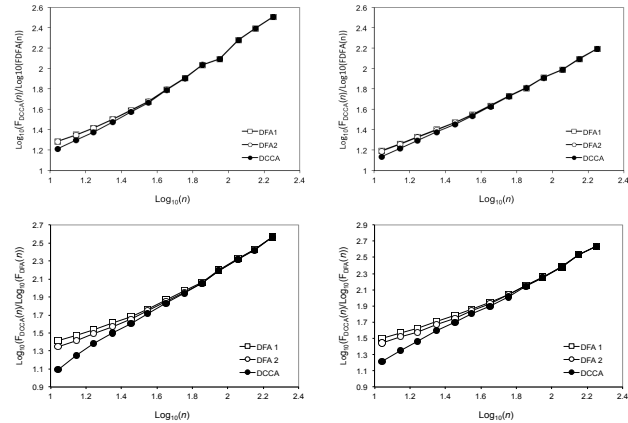 Log10(FDCCA(n)/Log10(FDFA(n))
2.6
2.4
2.2
2
1.8
1.6
1.4
1.2
1
1 1.2 1.4 1.6 1.8 2 2.2 2.4
DFA1
DFA2
DCCA
Log10(n)
Log10(FDCCA(n)/Log10(FDFA(n))
2.6
2.4
2.2
2
1.8
1.6
1.4
1.2
1
1 1.2 1.4 1.6 1.8 2 2.2 2.4
DFA1
DFA2
DCCA
Log10(n)
Log10(FDCCA(n)/Log10(FDFA(n))
2.7
2.5
2.3
2.1
1.9
1.7
1.5
1.3
1.1
0.9
1 1.2 1.4 1.6 1.8 2 2.2 2.4
DFA 1
DFA 2
DCCA
Log10(n)
Log10(FDCCA(n)/Log10(FDFA(n))
2.9
2.7
2.5
2.3
2.1
1.9
1.7
1.5
1.3
1.1
0.9
1 1.2 1.4 1.6 1.8 2 2.2 2.4
DFA 1
DFA 2
DCCA
Log10(n)